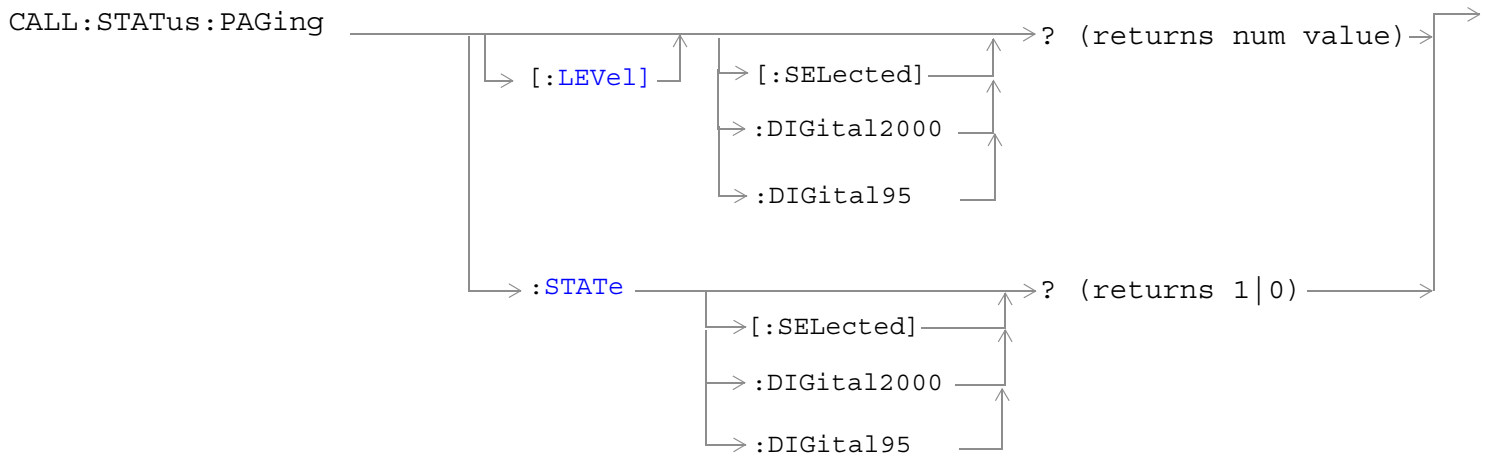 CALL:STATus:PAGing
? (returns num value)
[:LEVel]
[:SELected]
:DIGital2000
:DIGital95
:STATe
? (returns 1|0)
[:SELected]
:DIGital2000
:DIGital95